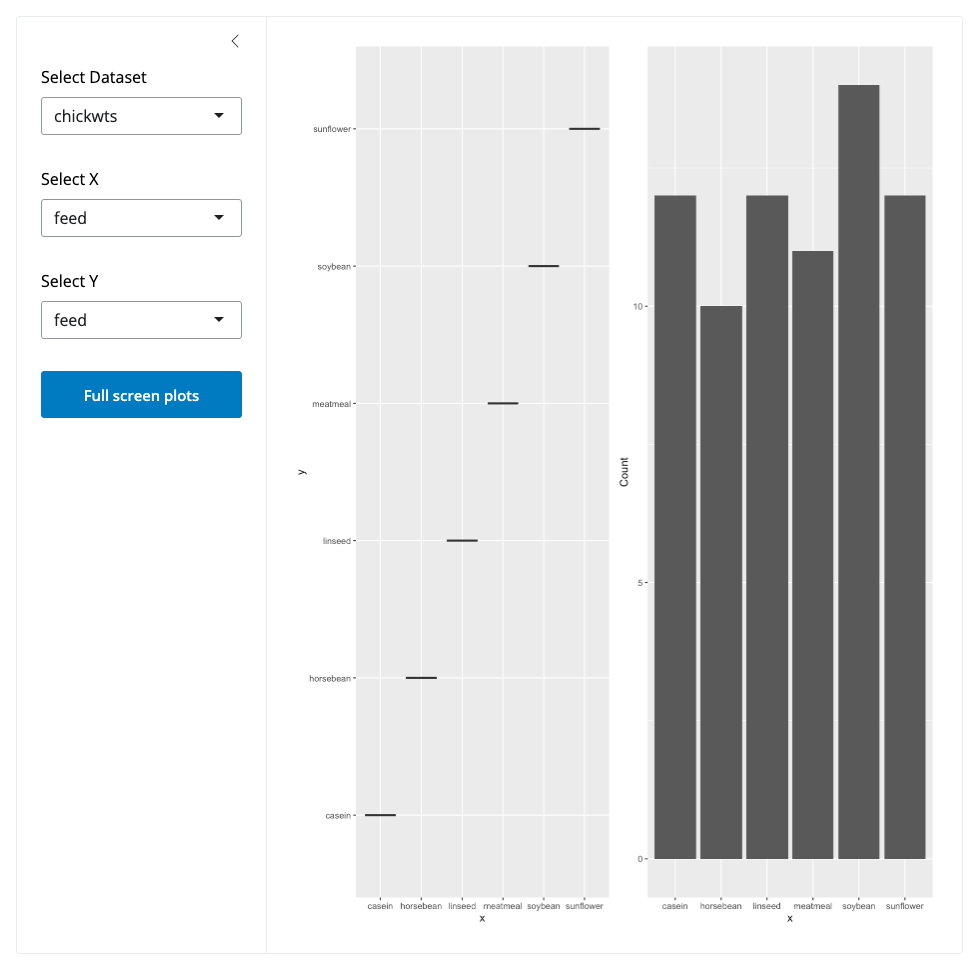 Select Dataset
chickwts
Select X
feed
Select Y
feed
Full screen plots
sunflower
soybean
meatmeal
linseed
horsebean
casein
y
casein horsebean linseed meatmeal soybean sunflower
x
Count
10
5
0
casein horsebean linseed meatmeal soybean sunflower
x